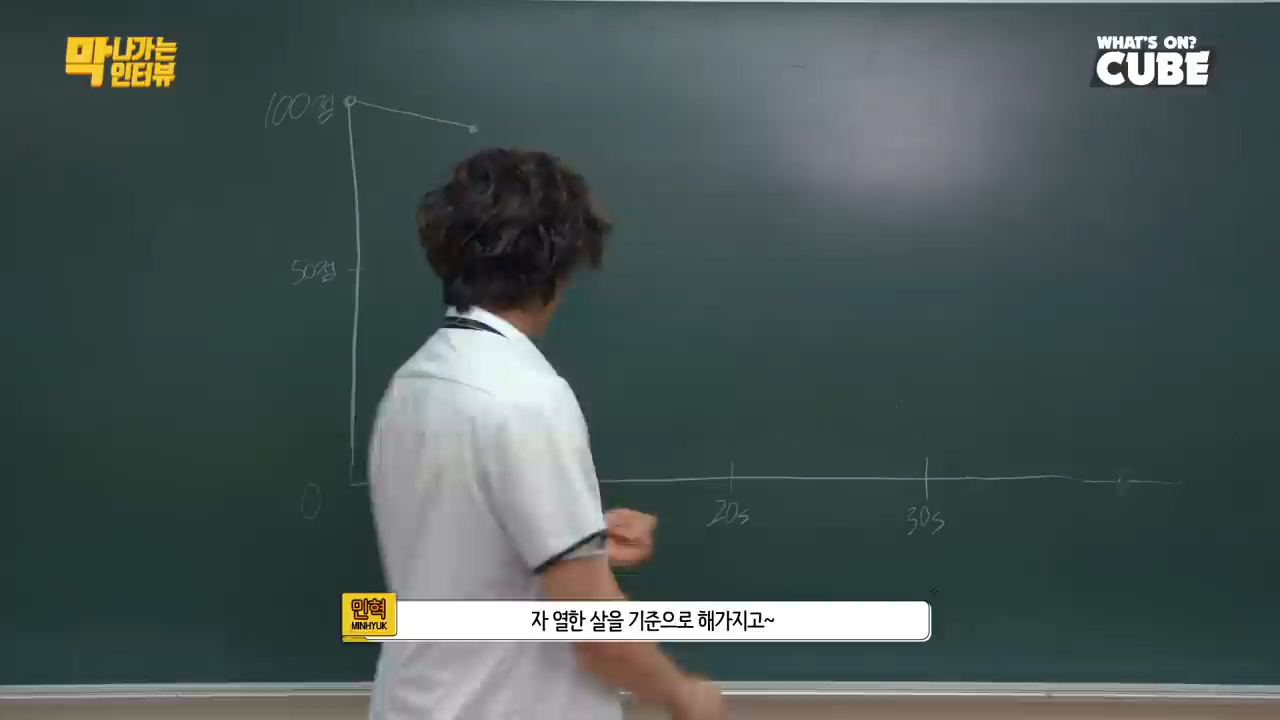 막나가는
인터뷰
WHAT'S ON?
CUBE
100점
50점
0
20s
30s
민혁
MINHYUK
자 열한 살을 기준으로 해가지고~